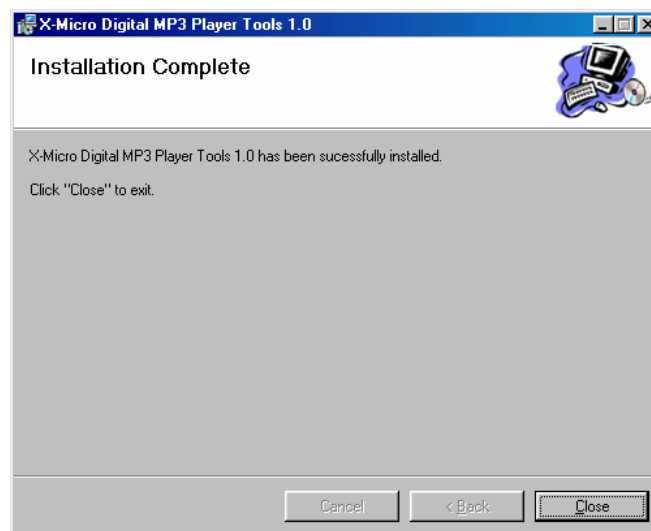 X-Micro Digital MP3 Player Tools 1.0
Installation Complete
X-Micro Digital MP3 Player Tools 1.0 has been sucessfully installed.
Click "Close" to exit.
Cancel
< Back
Close